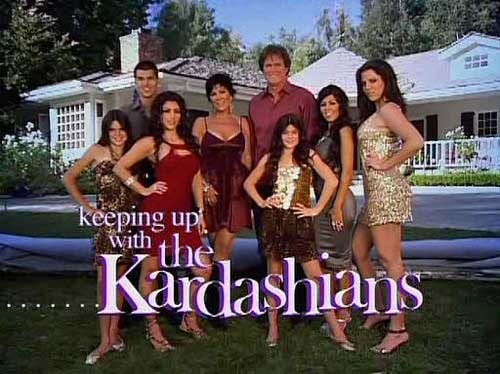 keeping up
with the
Kardashians